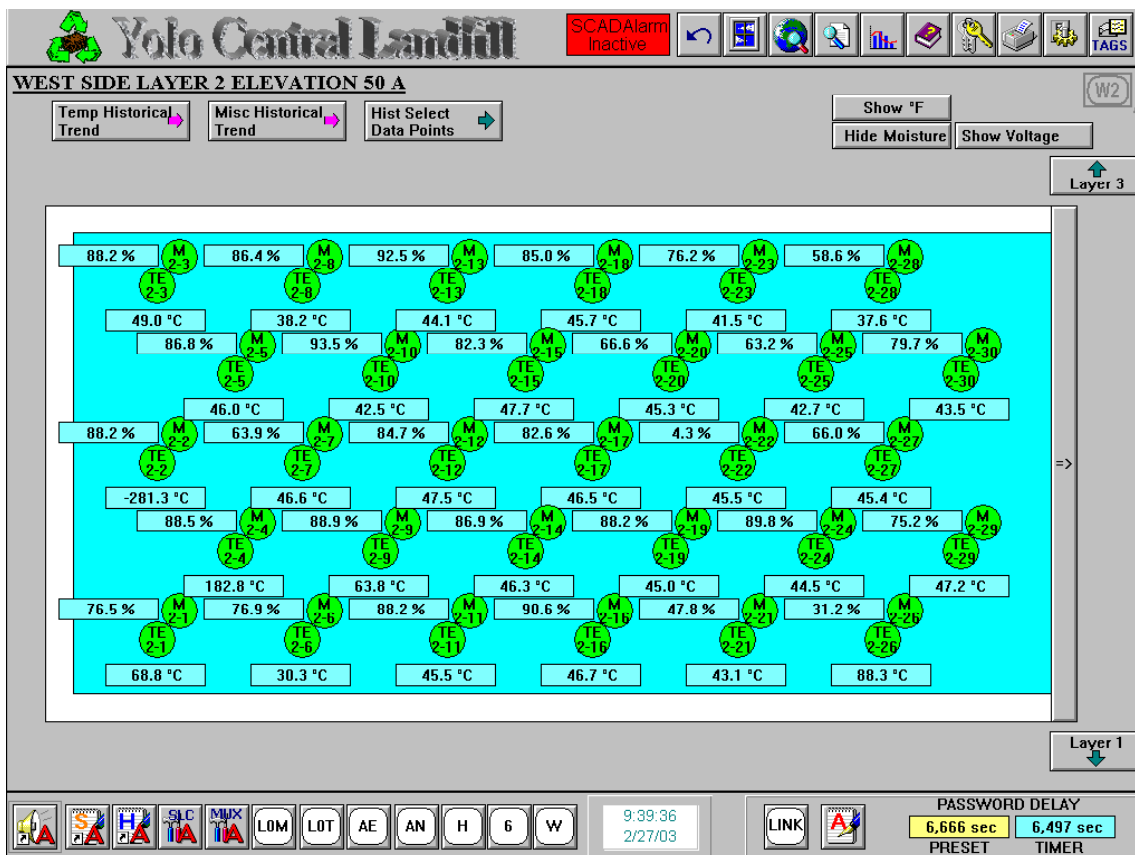 Yolo Central Landfill
SCADAlarm
Inactive
TAGS
WEST SIDE LAYER 2 ELEVATION 50 A
W2
Temp Historical
Trend
Misc Historical
Trend
Hist Select
Data Points
Show °F
Hide Moisture
Show Voltage
Layer 3
88.2 % M 2-3 86.4 % M 2-8 92.5 % M 2-13 85.0 % M 2-18 76.2 % M 2-23 58.6 % M 2-28
TE 2-3 TE 2-8 TE 2-13 TE 2-18 TE 2-23 TE 2-28
49.0 °C 38.2 °C 44.1 °C 45.7 °C 41.5 °C 37.6 °C
86.8 % M 2-5 93.5 % M 2-10 82.3 % M 2-15 66.6 % M 2-20 63.2 % M 2-25 79.7 % M 2-30
TE 2-5 TE 2-10 TE 2-15 TE 2-20 TE 2-25 TE 2-30
46.0 °C 42.5 °C 47.7 °C 45.3 °C 42.7 °C 43.5 °C
88.2 % M 2-2 63.9 % M 2-7 84.7 % M 2-12 82.6 % M 2-17 4.3 % M 2-22 66.0 % M 2-27
TE 2-2 TE 2-7 TE 2-12 TE 2-17 TE 2-22 TE 2-27
=>
-281.3 °C 46.6 °C 47.5 °C 46.5 °C 45.5 °C 45.4 °C
88.5 % M 2-4 88.9 % M 2-9 86.9 % M 2-14 88.2 % M 2-19 89.8 % M 2-24 75.2 % M 2-29
TE 2-4 TE 2-9 TE 2-14 TE 2-19 TE 2-24 TE 2-29
182.8 °C 63.8 °C 46.3 °C 45.0 °C 44.5 °C 47.2 °C
76.5 % M 2-1 76.9 % M 2-6 88.2 % M 2-11 90.6 % M 2-16 47.8 % M 2-21 31.2 % M 2-26
TE 2-1 TE 2-6 TE 2-11 TE 2-16 TE 2-21 TE 2-26
68.8 °C 30.3 °C 45.5 °C 46.7 °C 43.1 °C 88.3 °C
Layer 1
A S A H A SLC A MUX A LOM LOT AE AN H 6 W
9:39:36
2/27/03
LINK
A
PASSWORD DELAY
6,666 sec 6,497 sec
PRESET TIMER